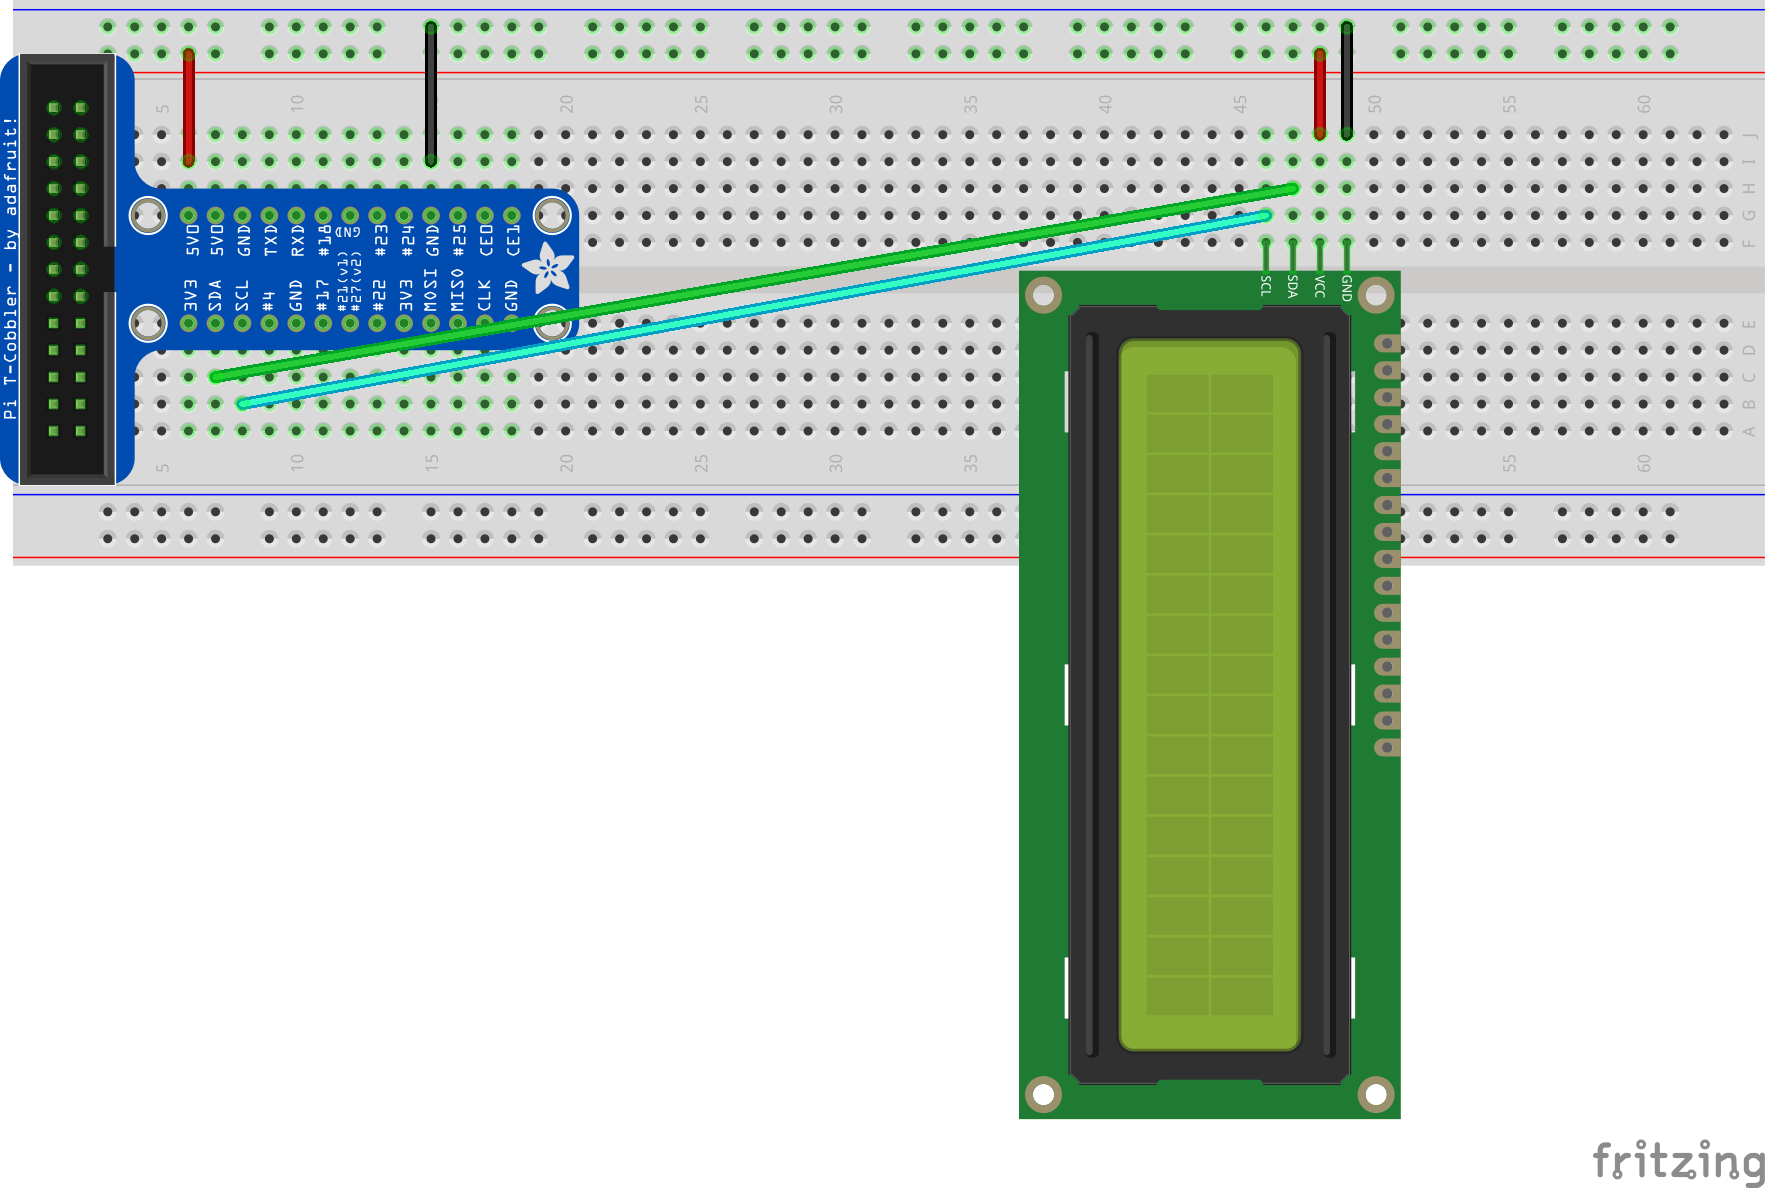 5 10 15 20 25 30 35 40 45 50 55 60
J
I
H
G
F
E
D
C
B
A
Pi T-Cobbler - by adafruit!
5V0 5V0 GND TXD RXD #18 GND #23 #24 GND #25 CE0 CE1
3V3 SDA SCL #4 GND #17 #21(v1) #27(v2) #22 3V3 MOSI MISO CLK GND
SCL SDA VCC GND
5 10 15 20 25 30 35 55 60
fritzing